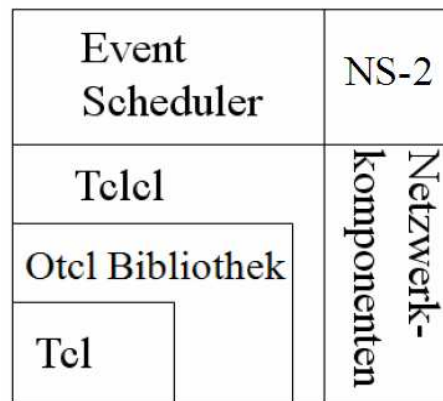 Event
Scheduler
NS-2
Tclcl
Otcl Bibliothek
Tcl
Netzwerk-
komponenten